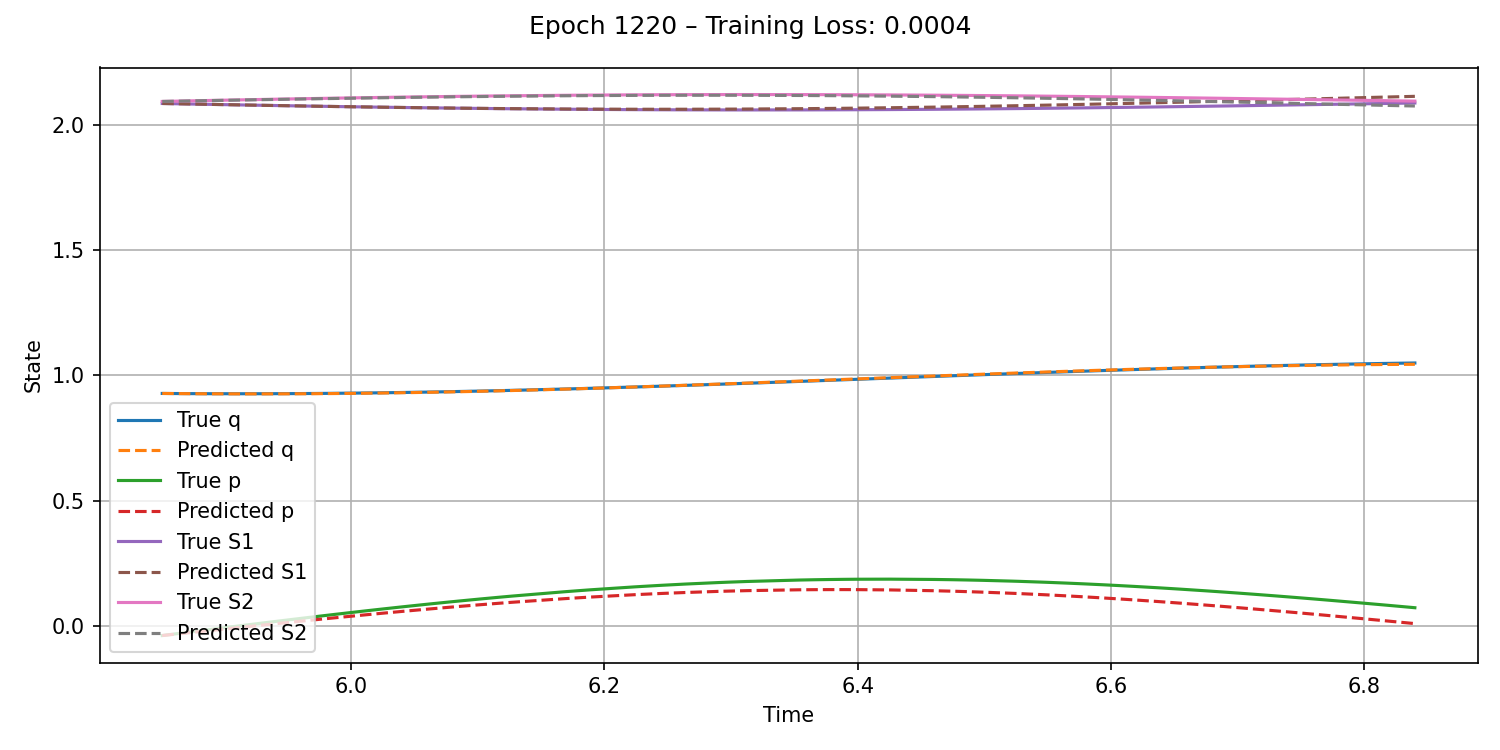 Epoch 1220 – Training Loss: 0.0004
2.0
1.5
1.0
0.5
0.0
State
True q
Predicted q
True p
Predicted p
True S1
Predicted S1
True S2
Predicted S2
6.0 6.2 6.4 6.6 6.8
Time